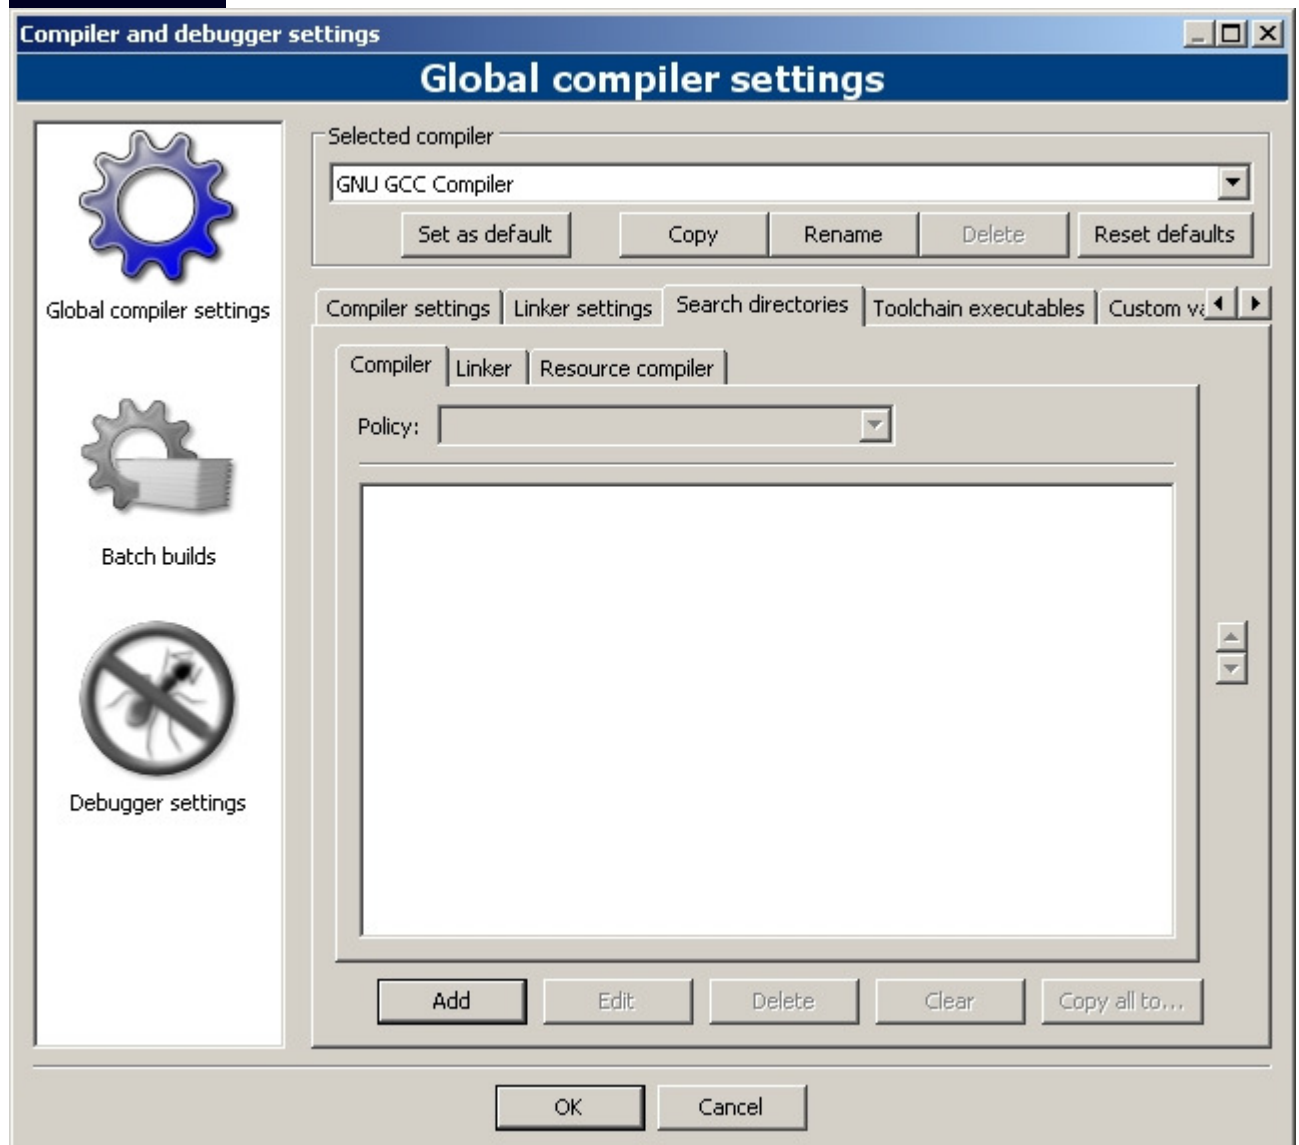 Compiler and debugger settings
Global compiler settings
Selected compiler
GNU GCC Compiler
Set as default Copy Rename Delete Reset defaults
Global compiler settings
Compiler settings Linker settings Search directories Toolchain executables Custom va
Compiler Linker Resource compiler
Policy:
Batch builds
Debugger settings
Add Edit Delete Clear Copy all to...
OK Cancel